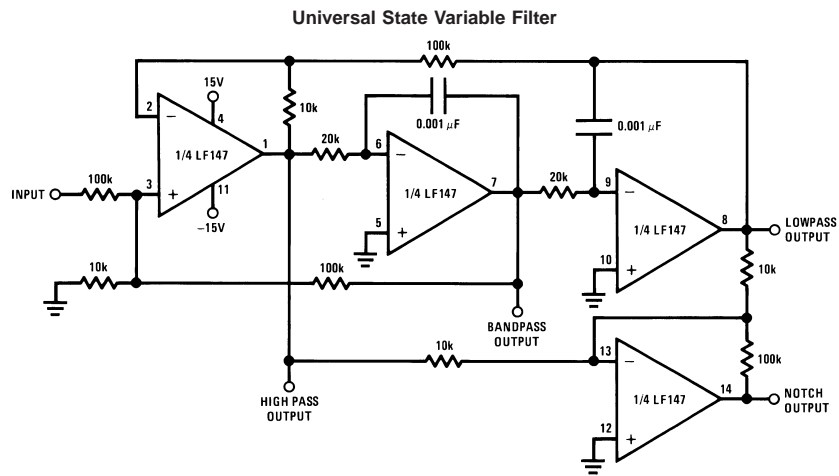 Universal State Variable Filter
100k
15V
2
4
10k
0.001 μF
0.001 μF
1
20k
6
1/4 LF147
7
20k
9
INPUT
100k
3
1/4 LF147
11
-15V
5
1/4 LF147
8
LOWPASS
OUTPUT
10k
100k
10
10k
BANDPASS
OUTPUT
10k
13
100k
HIGH PASS
OUTPUT
1/4 LF147
14
NOTCH
OUTPUT
12